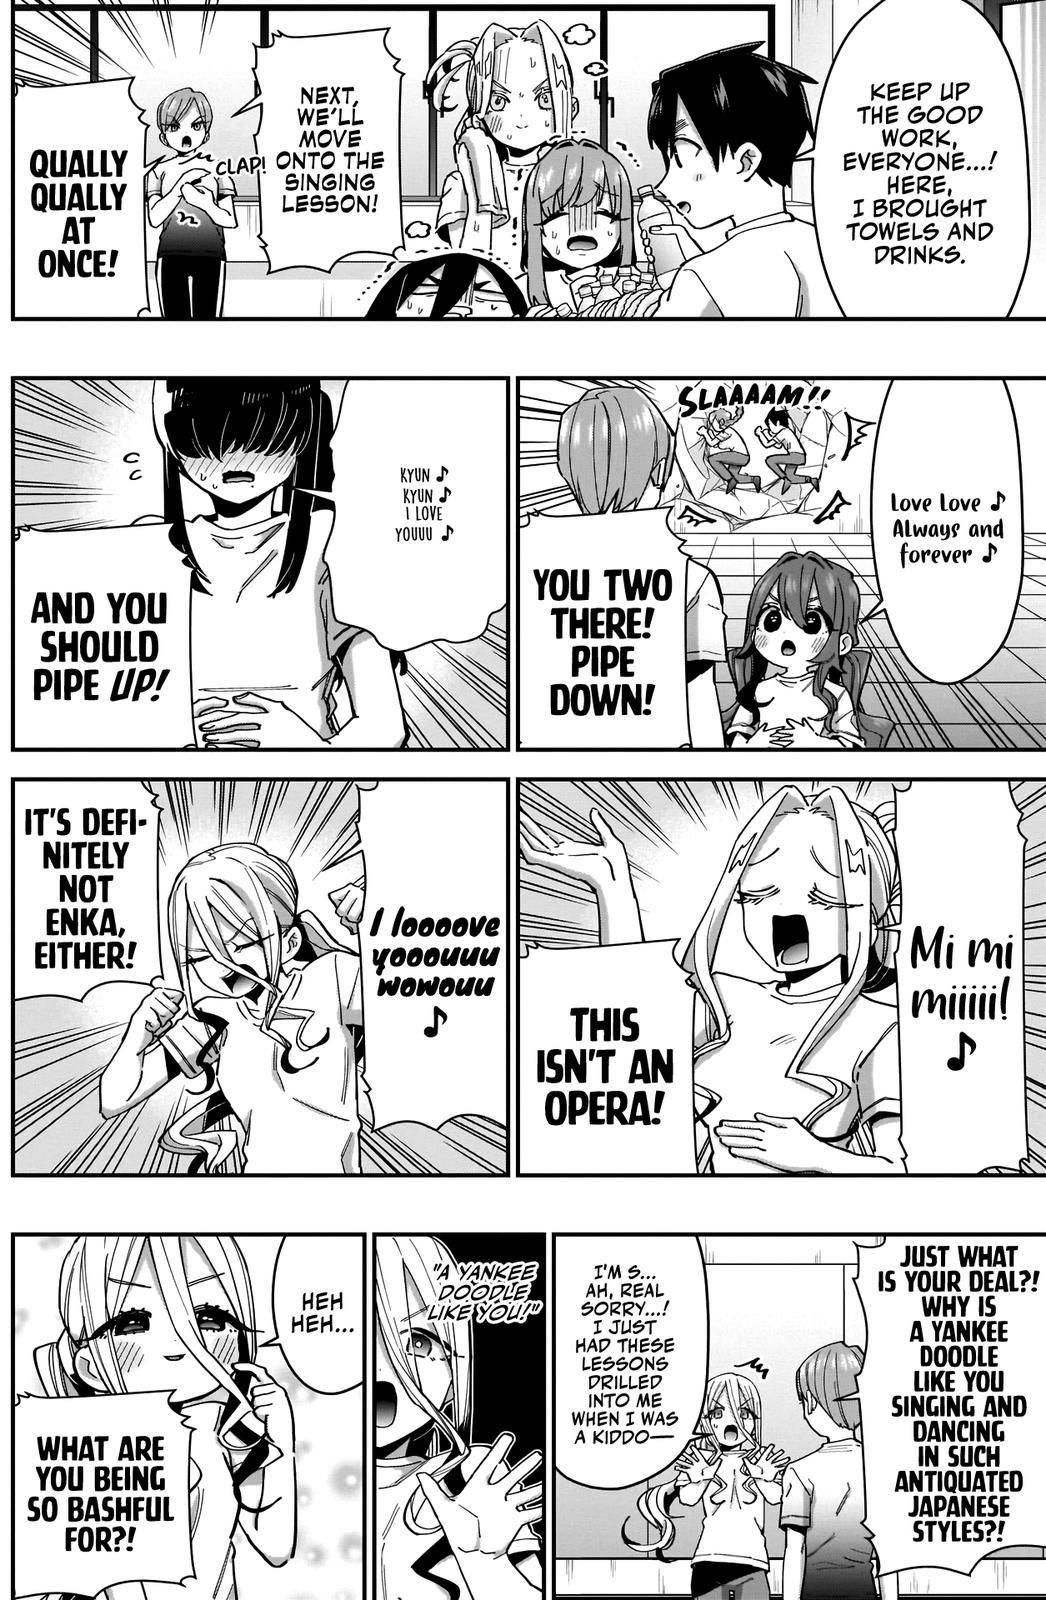 KEEP UP
THE GOOD
WORK,
EVERYONE...!
HERE,
I BROUGHT
TOWELS AND
DRINKS.
NEXT,
WE'LL
MOVE
ONTO THE
SINGING
LESSON!
CLAP!
QUALLY
QUALLY
AT
ONCE!
SLAAAAM!!
Love Love ♪
Always and
forever ♪
YOU TWO
THERE!
PIPE
DOWN!
KYUN ♪
KYUN ♪
I LOVE
YOUUU ♪
AND YOU
SHOULD
PIPE UP!
Mi mi
miiiii!
♪
THIS
ISN'T AN
OPERA!
I loooove
yooouuu
wowouu
♪
IT'S DEFI-
NITELY
NOT
ENKA,
EITHER!
JUST WHAT
IS YOUR DEAL?!
WHY IS
A YANKEE
DOODLE
LIKE YOU
SINGING AND
DANCING
IN SUCH
ANTIQUATED
JAPANESE
STYLES?!
I'M S...
AH, REAL
SORRY...!
I JUST
HAD THESE
LESSONS
DRILLED
INTO ME
WHEN I WAS
A KIDDO—
"A YANKEE
DOODLE
LIKE YOU!"
HEH
HEH...
WHAT ARE
YOU BEING
SO BASHFUL
FOR?!